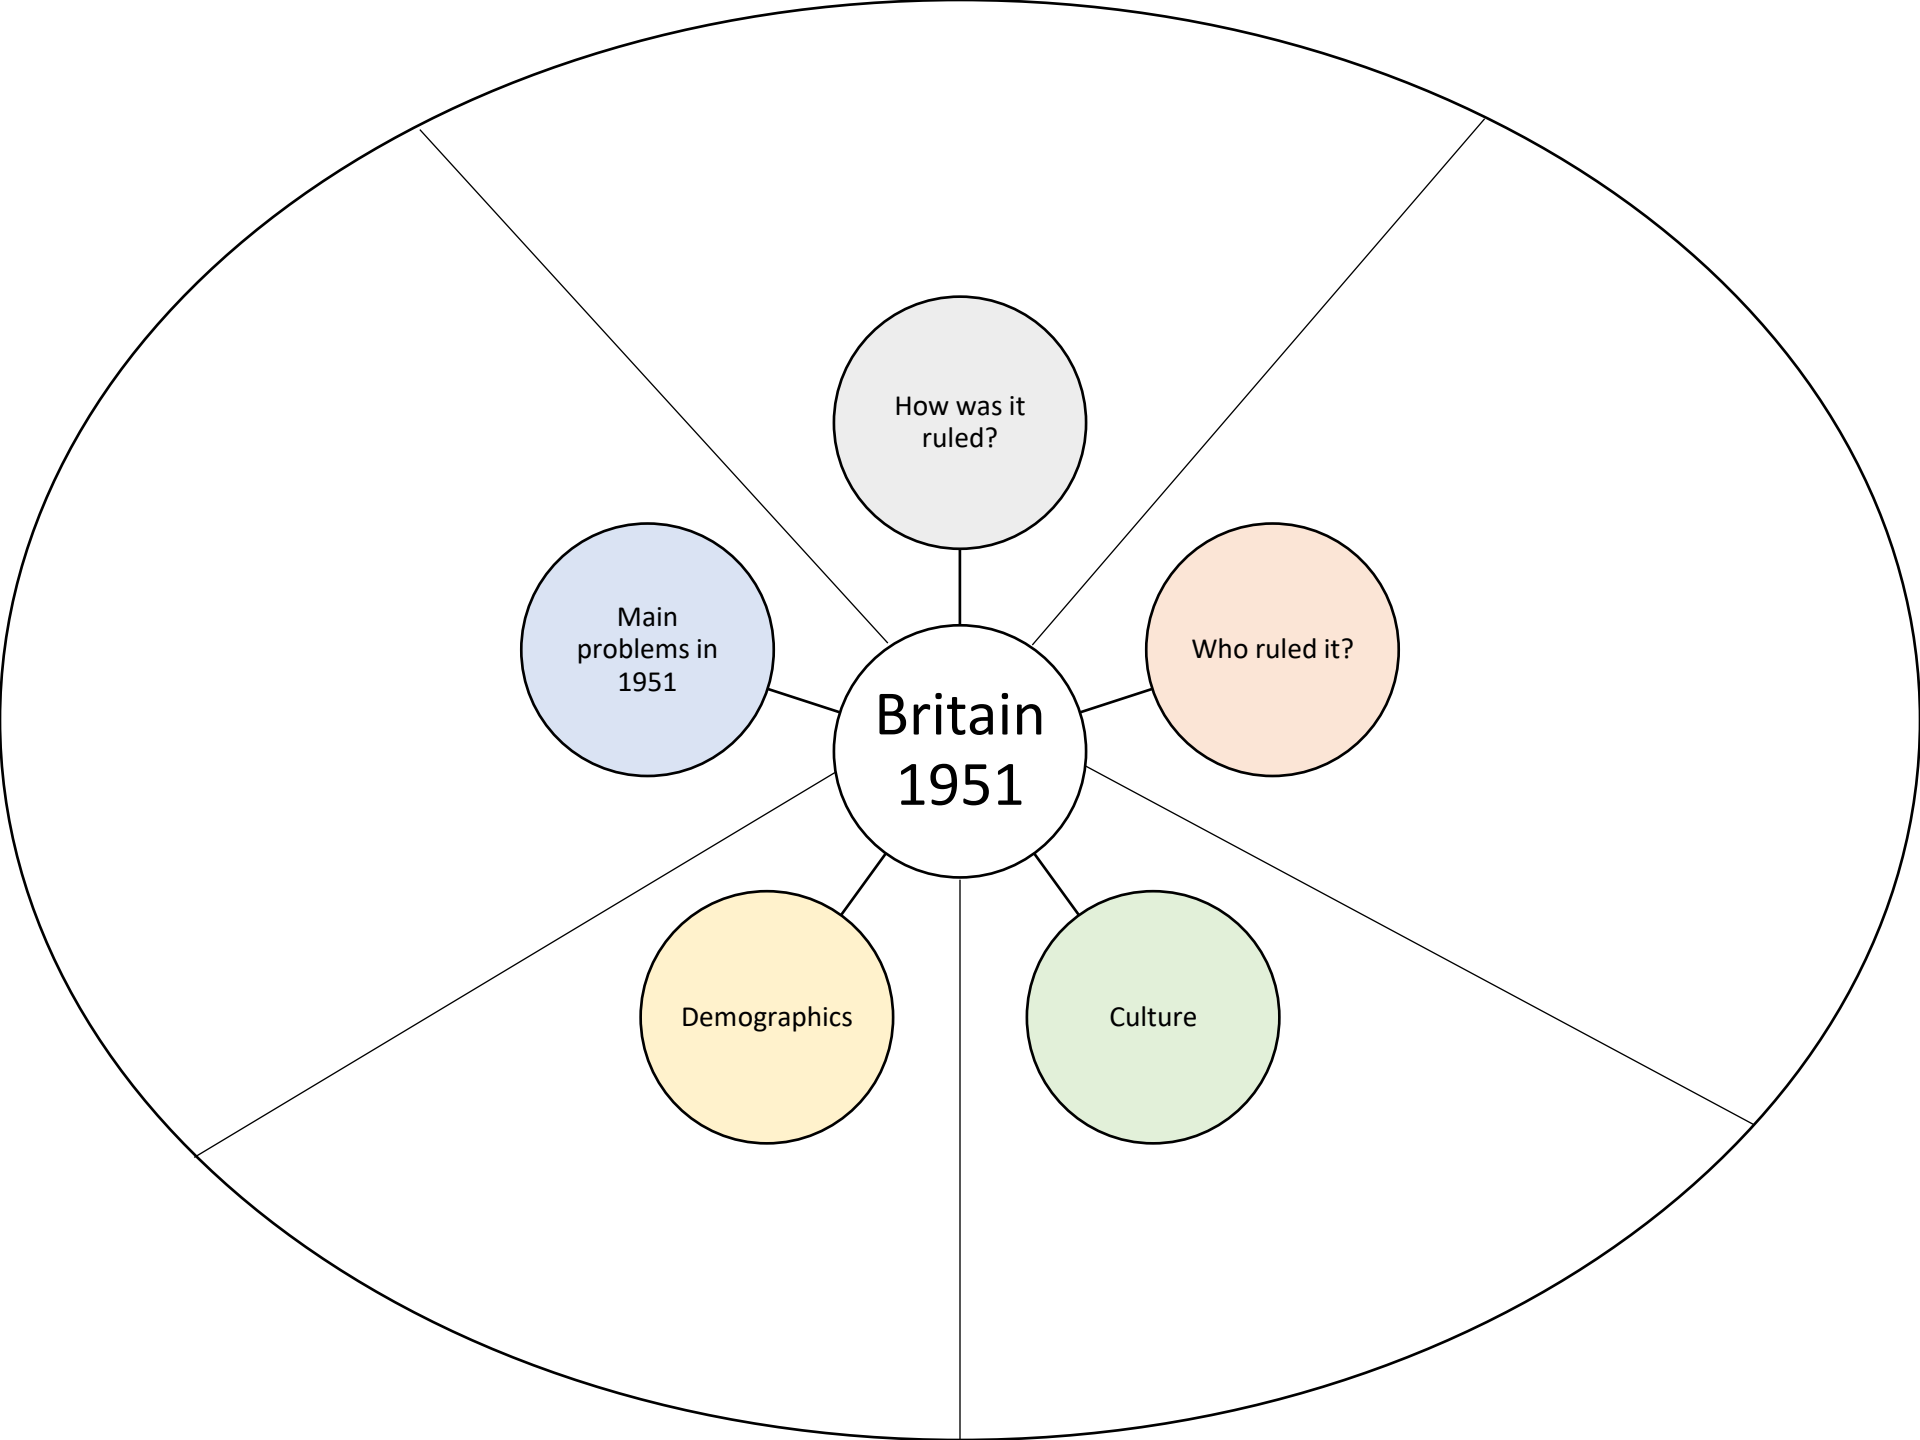 How was it
ruled?
Main
problems in
1951
Who ruled it?
Britain
1951
Demographics
Culture